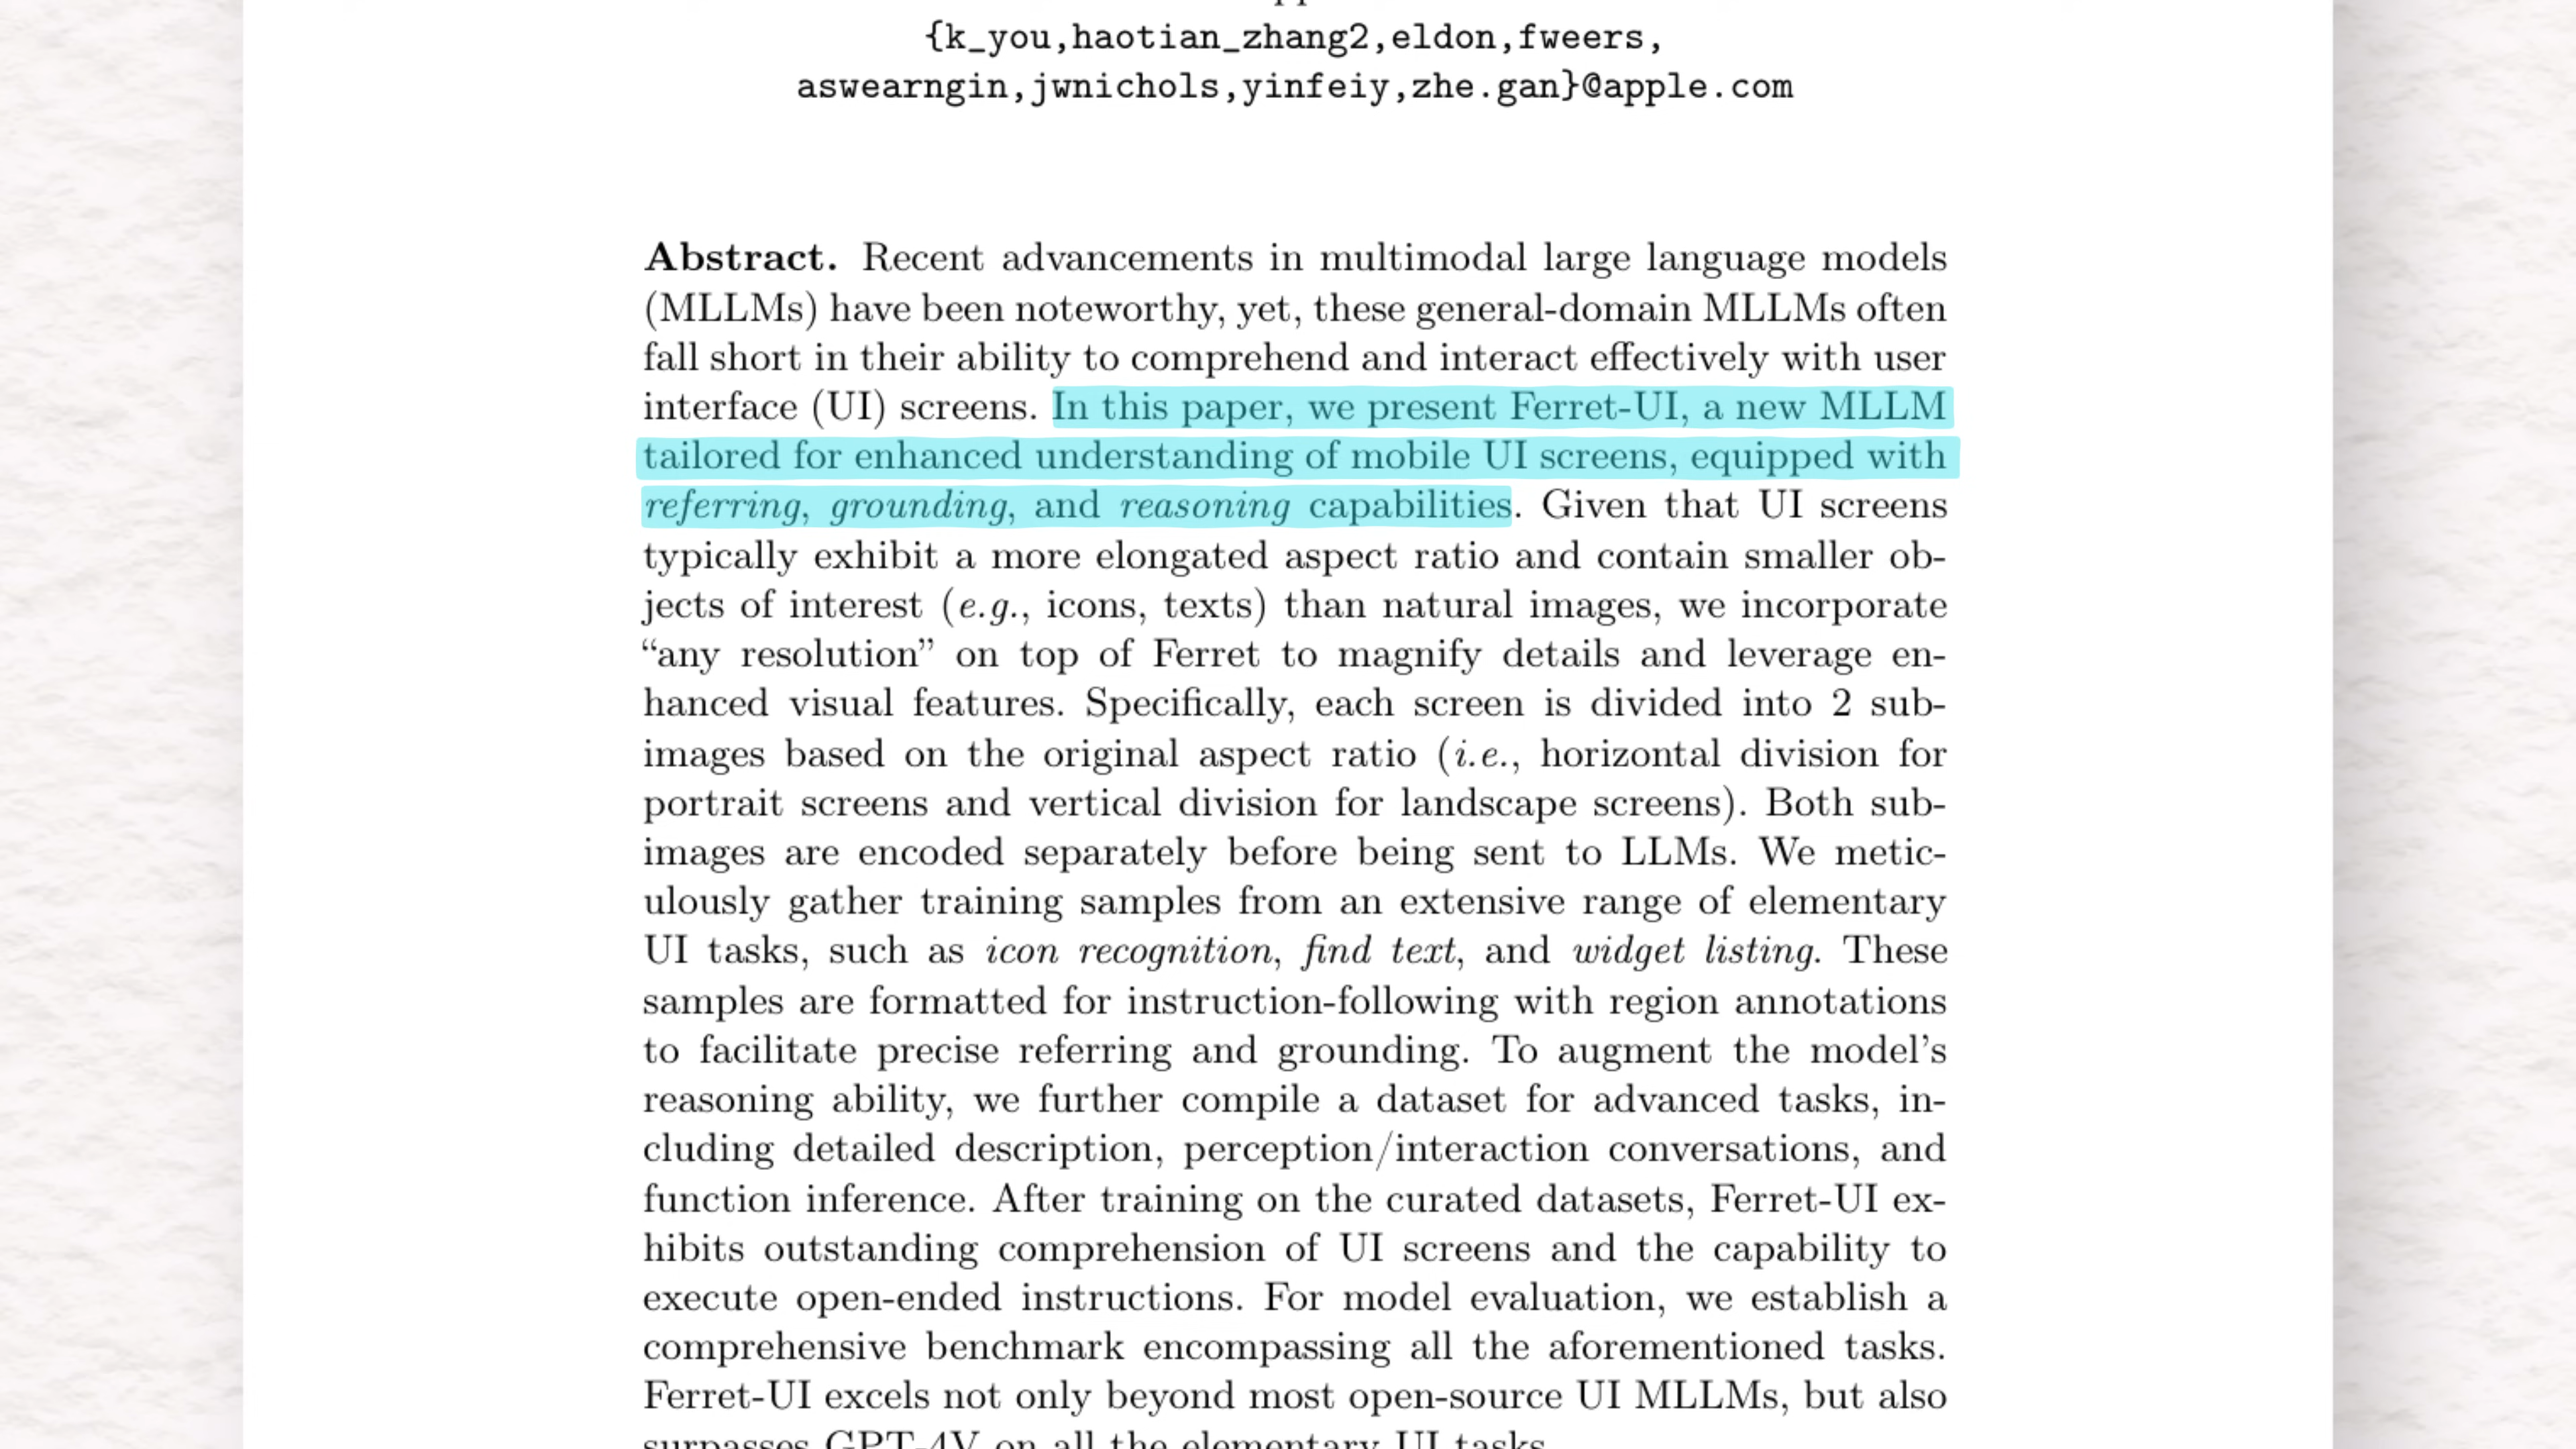 {k_you,haotian_zhang2,eldon,fweers,
aswearngin,jwnichols,yinfeiy,zhe.gan}@apple.com
Abstract. Recent advancements in multimodal large language models
(MLLMs) have been noteworthy, yet, these general-domain MLLMs often
fall short in their ability to comprehend and interact effectively with user
interface (UI) screens. In this paper, we present Ferret-UI, a new MLLM
tailored for enhanced understanding of mobile UI screens, equipped with
referring, grounding, and reasoning capabilities. Given that UI screens
typically exhibit a more elongated aspect ratio and contain smaller ob-
jects of interest (e.g., icons, texts) than natural images, we incorporate
“any resolution” on top of Ferret to magnify details and leverage en-
hanced visual features. Specifically, each screen is divided into 2 sub-
images based on the original aspect ratio (i.e., horizontal division for
portrait screens and vertical division for landscape screens). Both sub-
images are encoded separately before being sent to LLMs. We metic-
ulously gather training samples from an extensive range of elementary
UI tasks, such as icon recognition, find text, and widget listing. These
samples are formatted for instruction-following with region annotations
to facilitate precise referring and grounding. To augment the model’s
reasoning ability, we further compile a dataset for advanced tasks, in-
cluding detailed description, perception/interaction conversations, and
function inference. After training on the curated datasets, Ferret-UI ex-
hibits outstanding comprehension of UI screens and the capability to
execute open-ended instructions. For model evaluation, we establish a
comprehensive benchmark encompassing all the aforementioned tasks.
Ferret-UI excels not only beyond most open-source UI MLLMs, but also
surpasses GPT-4V on all the elementary UI tasks.